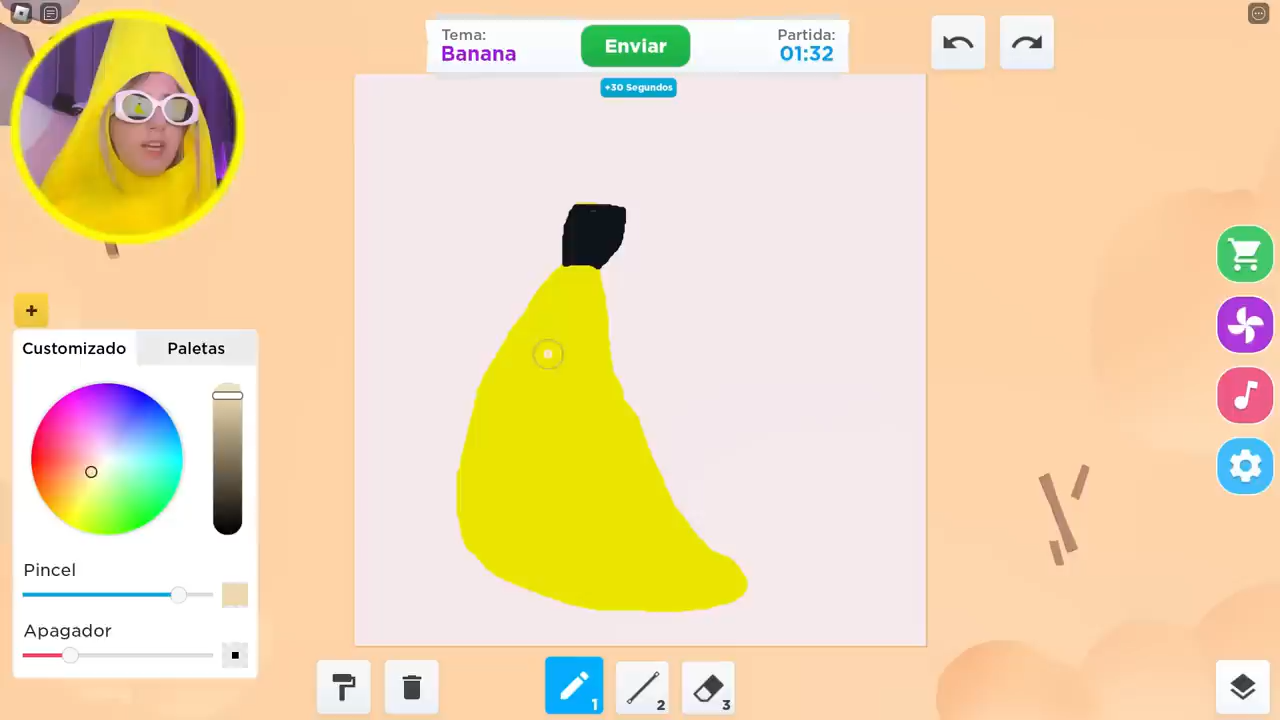 Tema:
Banana
Enviar
Partida:
01:32
+30 Segundos
+
Customizado
Paletas
Pincel
Apagador
1
2
3